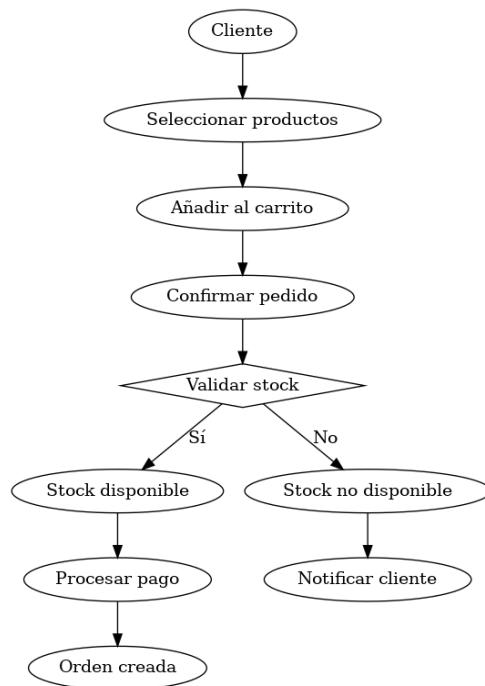 Cliente
Seleccionar productos
Añadir al carrito
Confirmar pedido
Validar stock
Sí
No
Stock disponible
Stock no disponible
Procesar pago
Notificar cliente
Orden creada